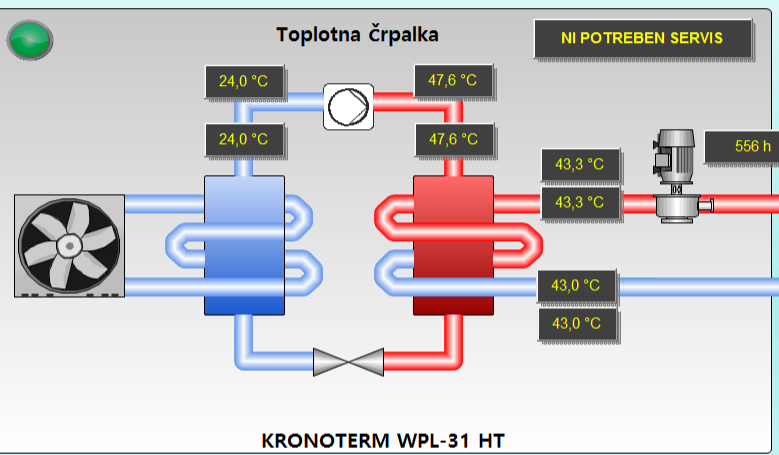 Toplotna Črpalka
NI POTREBEN SERVIS
24,0 °C
47,6 °C
24,0 °C
47,6 °C
556 h
43,3 °C
43,3 °C
43,0 °C
43,0 °C
KRONOTERM WPL-31 HT